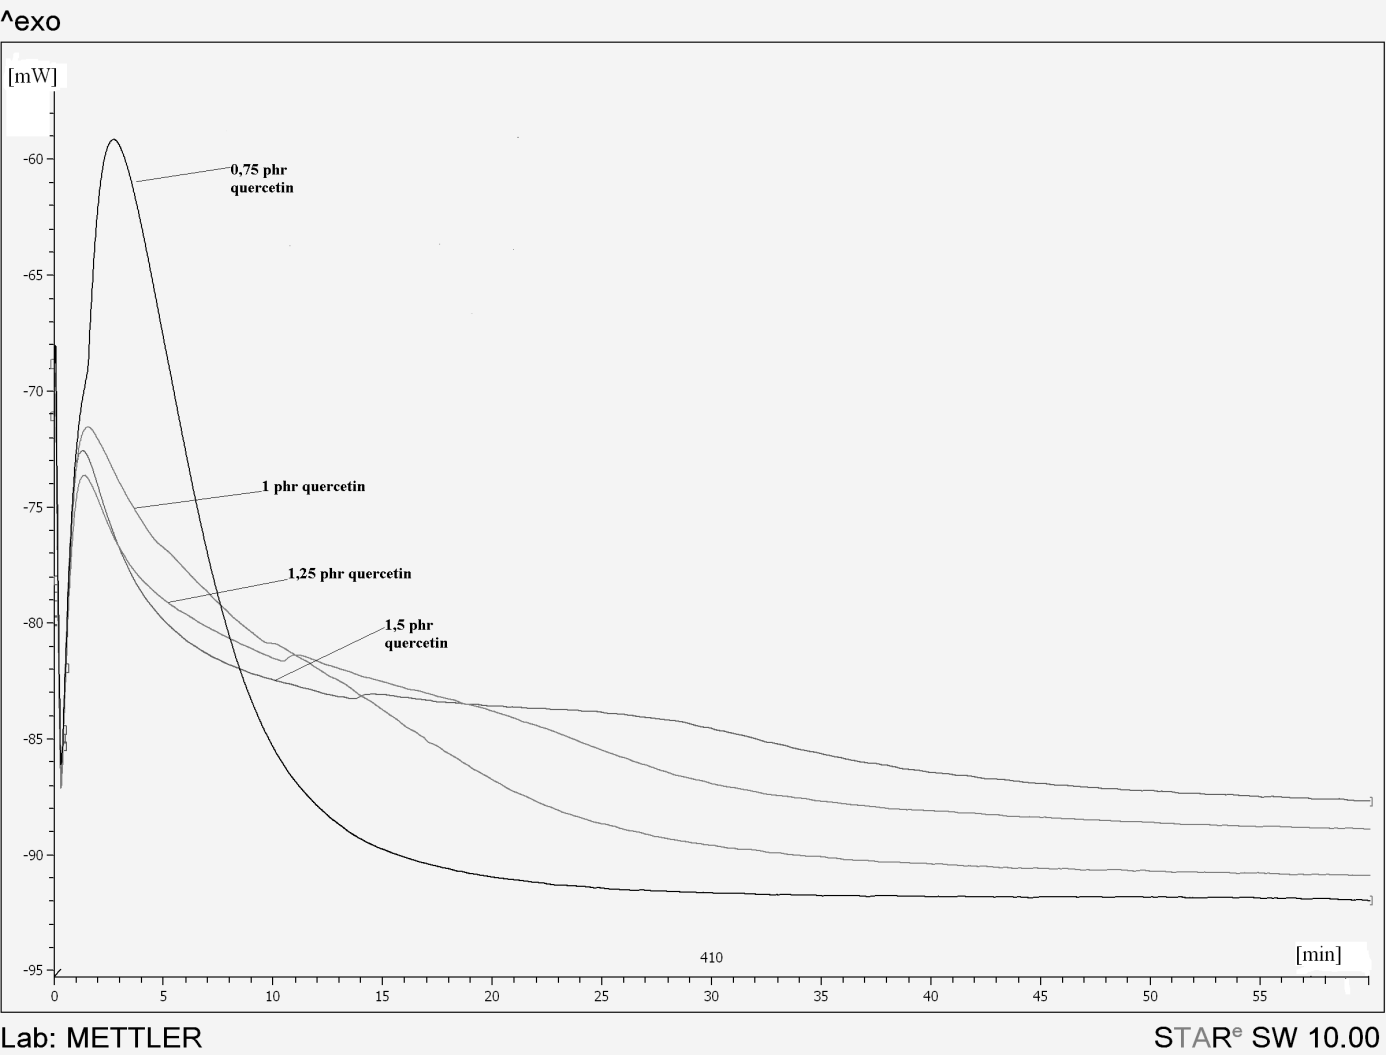 ^exo
[mW]
-60
0,75 phr
quercetin
-65
-70
-75
1 phr quercetin
1,25 phr quercetin
-80
1,5 phr
quercetin
-85
-90
410
[min]
-95
0 5 10 15 20 25 30 35 40 45 50 55
Lab: METTLER
STARe SW 10.00